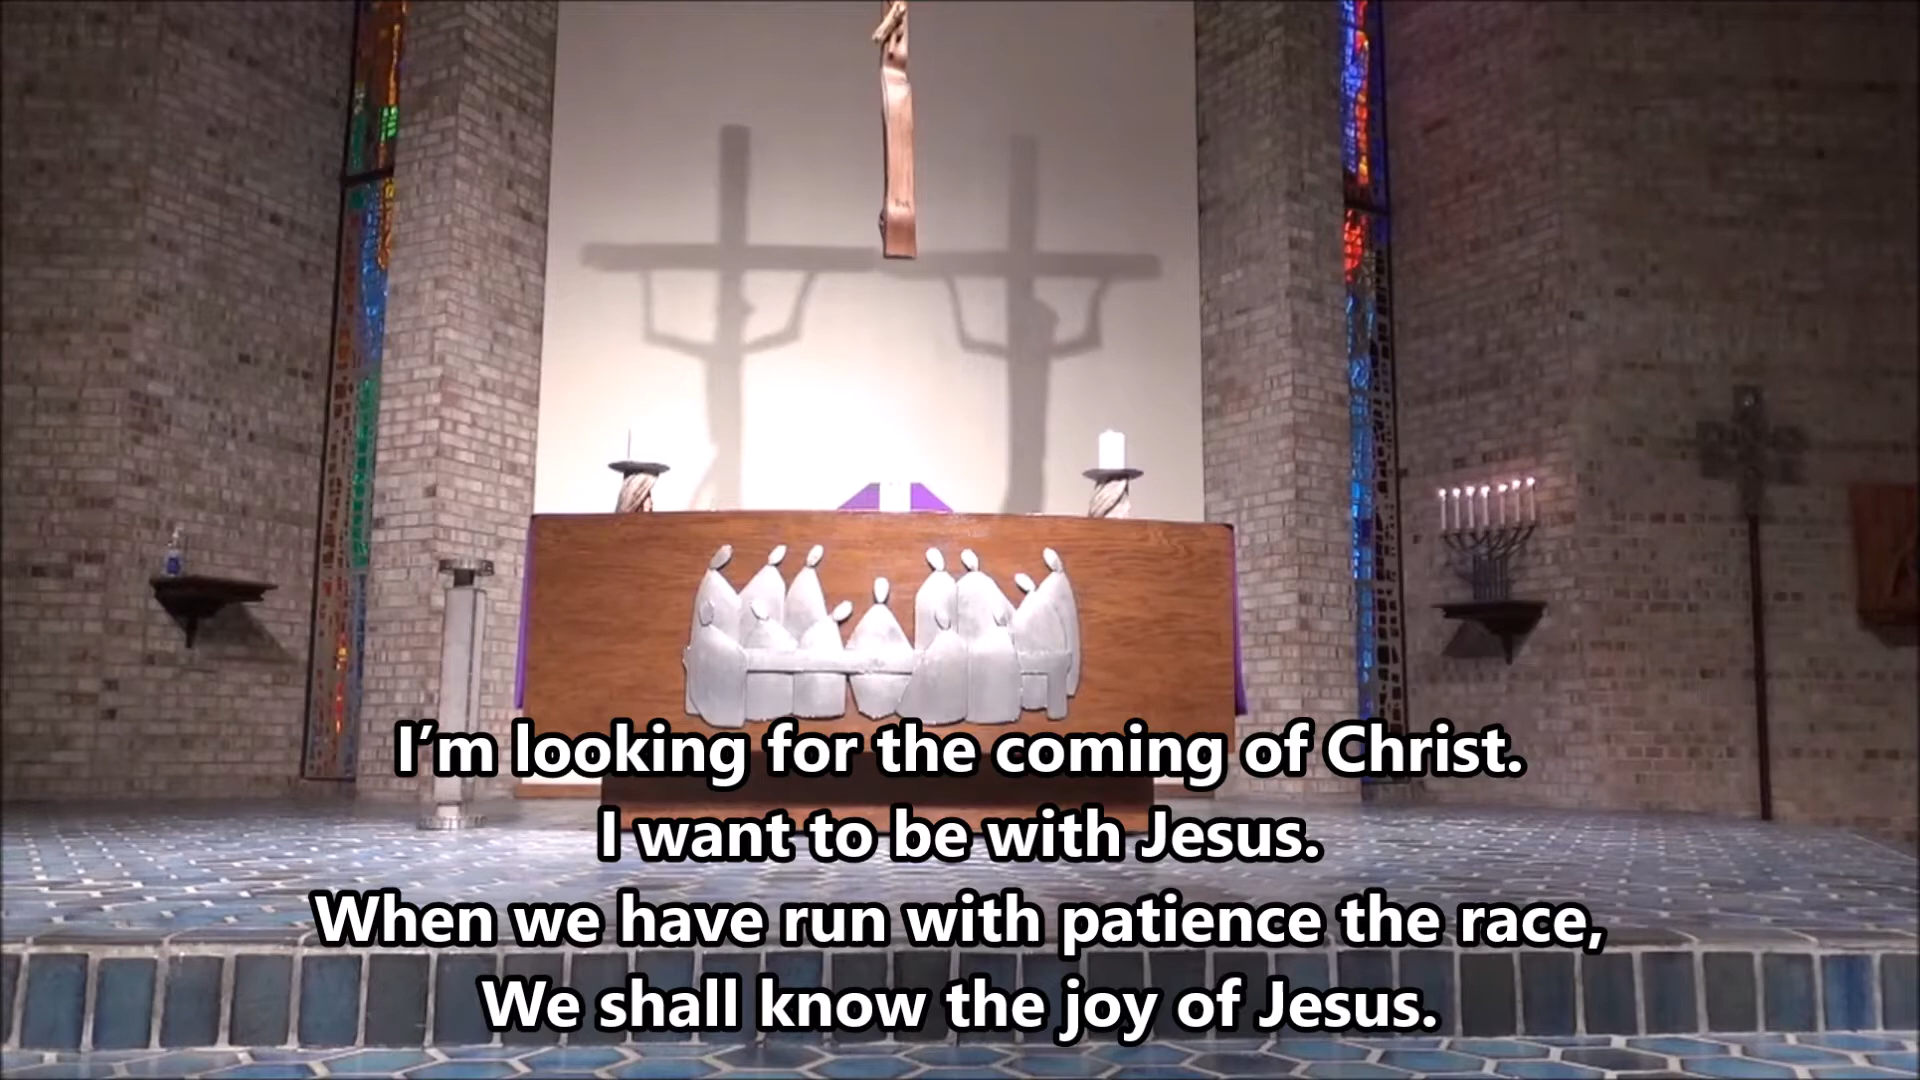 I’m looking for the coming of Christ.
I want to be with Jesus.
When we have run with patience the race,
We shall know the joy of Jesus.